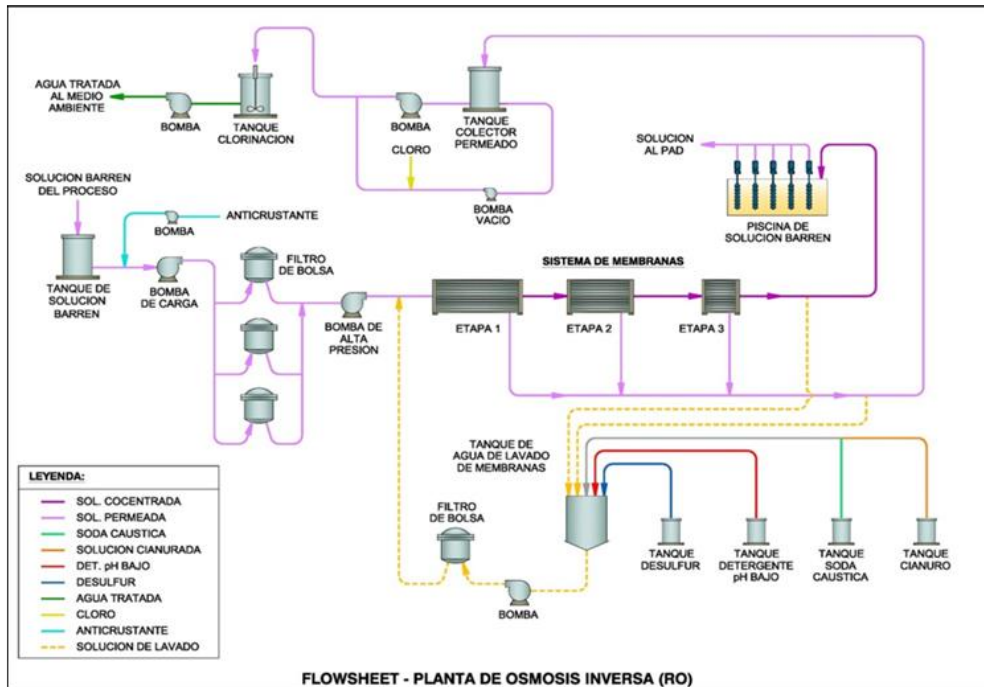 AGUA TRATADA
AL MEDIO
AMBIENTE
BOMBA
TANQUE
CLORINACION
BOMBA
CLORO
TANQUE
COLECTOR
PERMEADO
BOMBA
VACIO
SOLUCION
AL PAD
PISCINA DE
SOLUCION BARREN
SOLUCION BARREN
DEL PROCESO
ANTICRUSTANTE
BOMBA
TANQUE DE
SOLUCION
BARREN
BOMBA
DE CARGA
FILTRO
DE BOLSA
BOMBA DE
ALTA
PRESION
SISTEMA DE MEMBRANAS
ETAPA 1
ETAPA 2
ETAPA 3
TANQUE DE
AGUA DE LAVADO
DE MEMBRANAS
FILTRO
DE BOLSA
BOMBA
TANQUE
DESULFUR
TANQUE
DETERGENTE
pH BAJO
TANQUE
SODA
CAUSTICA
TANQUE
CIANURO
LEYENDA:
SOL. COCENTRADA
SOL. PERMEADA
SODA CAUSTICA
SOLUCION CIANURADA
DET. pH BAJO
DESULFUR
AGUA TRATADA
CLORO
ANTICRUSTANTE
SOLUCION DE LAVADO
FLOWSHEET - PLANTA DE OSMOSIS INVERSA (RO)